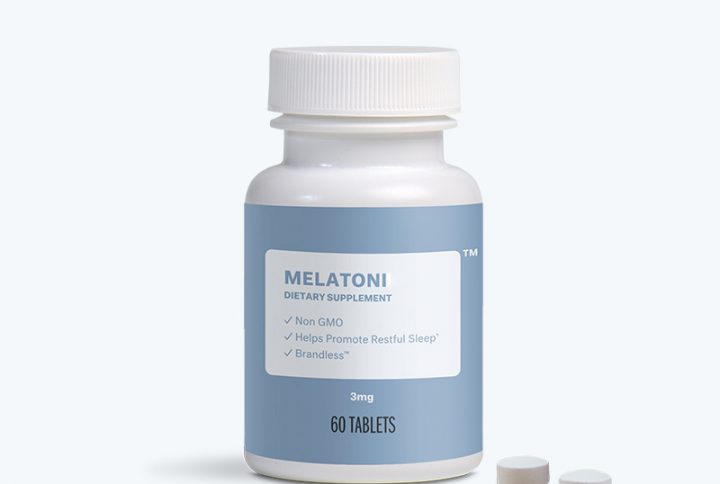 TM
MELATONI
DIETARY SUPPLEMENT
✓ Non GMO
✓ Helps Promote Restful Sleep*
✓ Brandless™
3mg
60 TABLETS